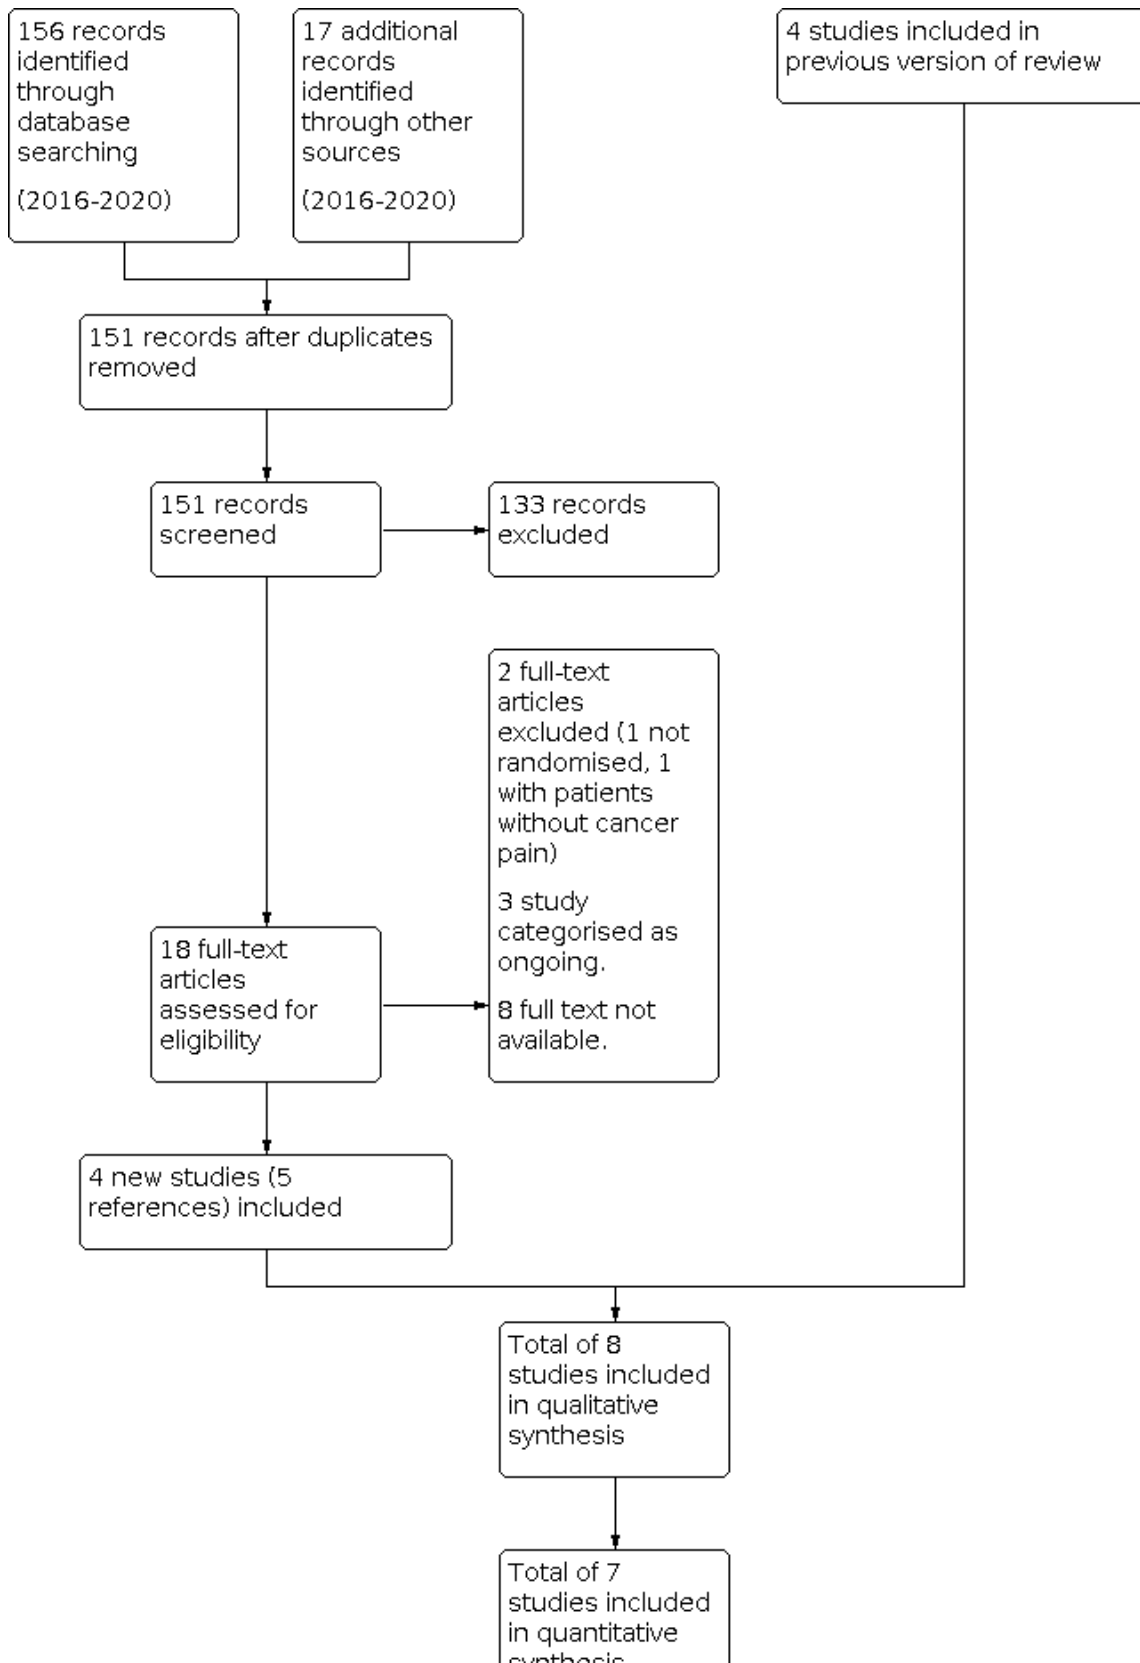 156 records
identified
through
database
searching
(2016-2020)
17 additional
records
identified
through other
sources
(2016-2020)
4 studies included in
previous version of review
151 records after duplicates
removed
151 records
screened
133 records
excluded
2 full-text
articles
excluded (1 not
randomised, 1
with patients
without cancer
pain)
3 study
categorised as
ongoing.
8 full text not
available.
18 full-text
articles
assessed for
eligibility
4 new studies (5
references) included
Total of 8
studies included
in qualitative
synthesis
Total of 7
studies included
in quantitative
synthesis